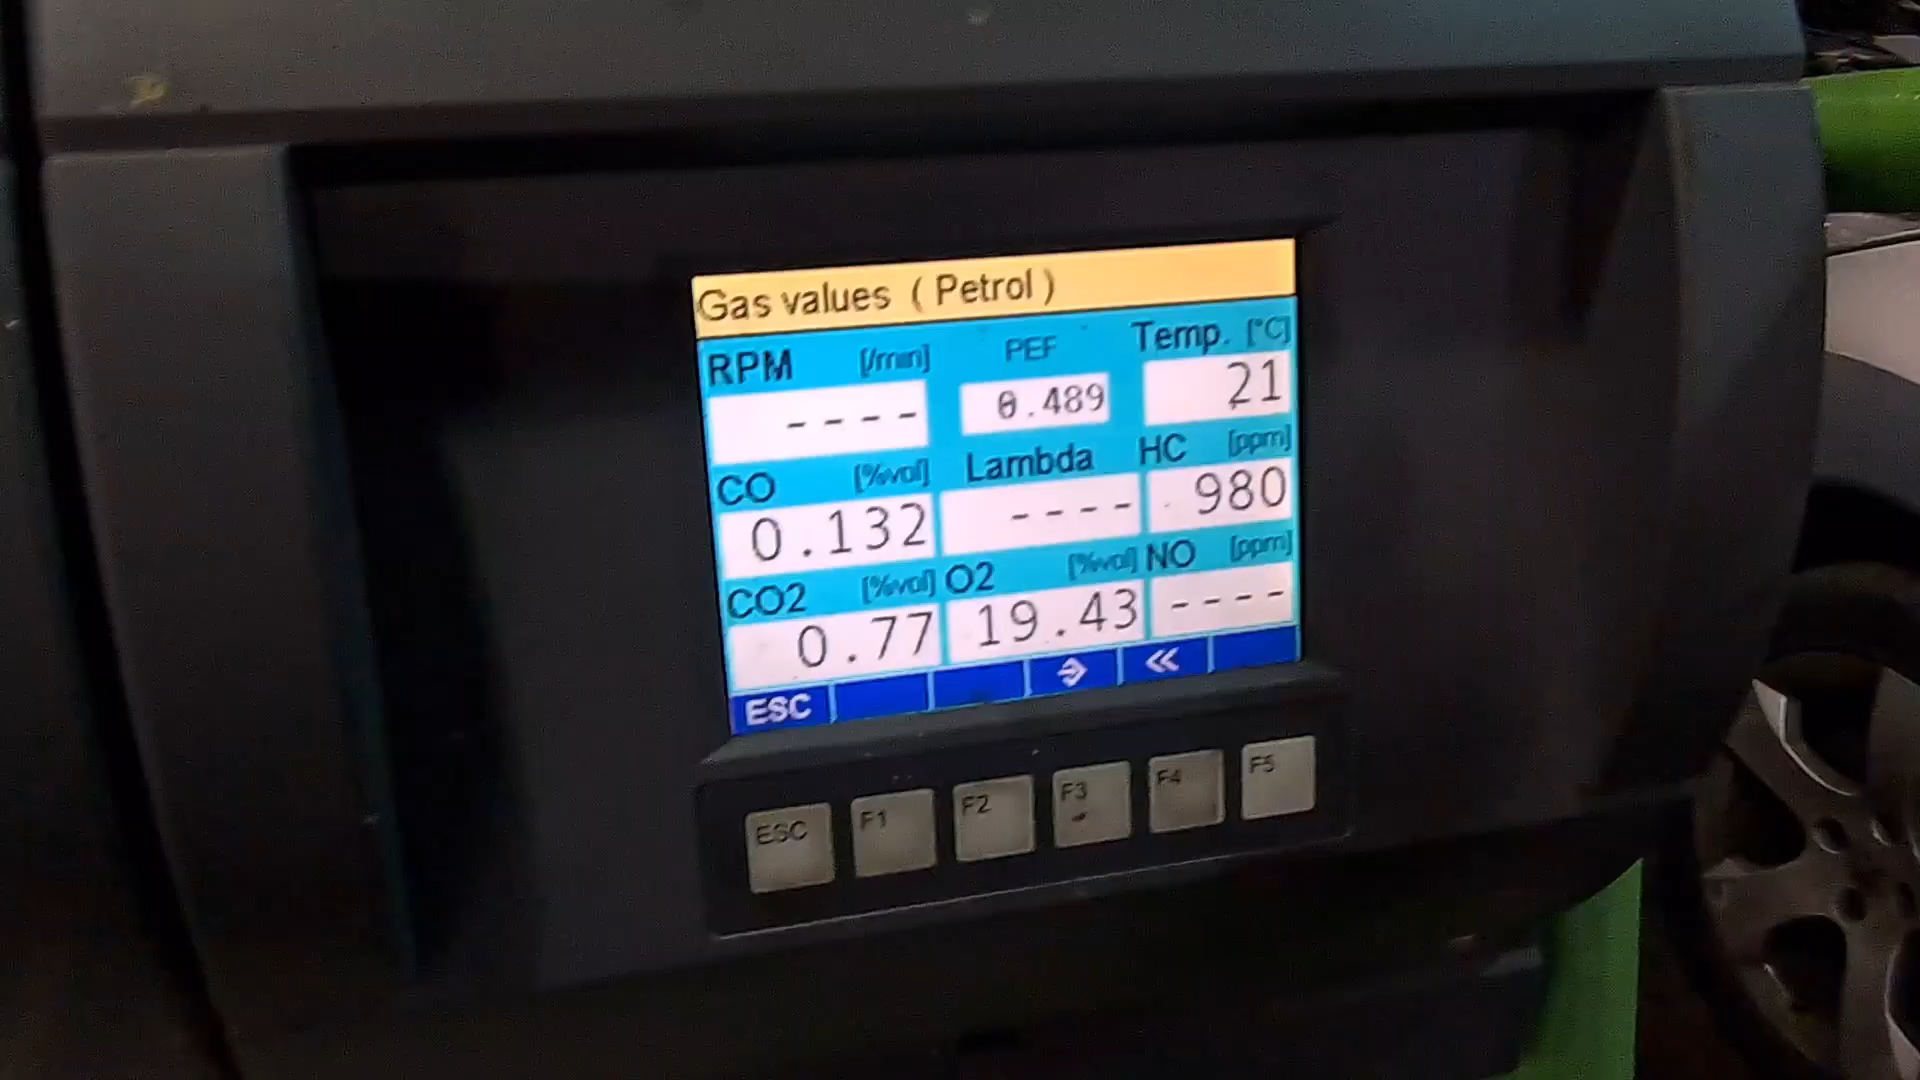 Gas values ( Petrol )
RPM [/min] PEF Temp. [°C]
---- 0.489 21
CO [%vol] Lambda HC [ppm]
0.132 ---- 980
CO2 [%vol] O2 [%vol] NO [ppm]
0.77 19.43 ----
ESC
ESC F1 F2 F3 F4 F5